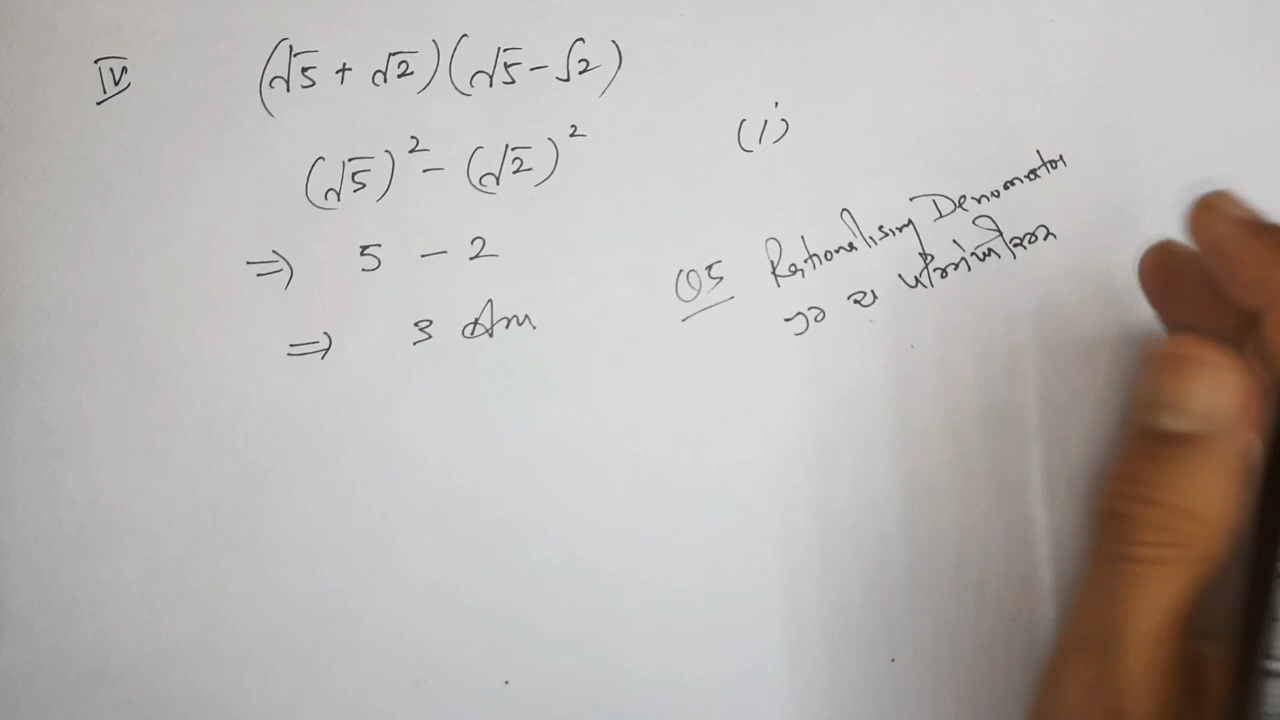 IV (√5 + √2)(√5 - √2)
(√5)² - (√2)²
⇒ 5 - 2
⇒ 3 Ans
(i)
Q5 Rationalising Denominator